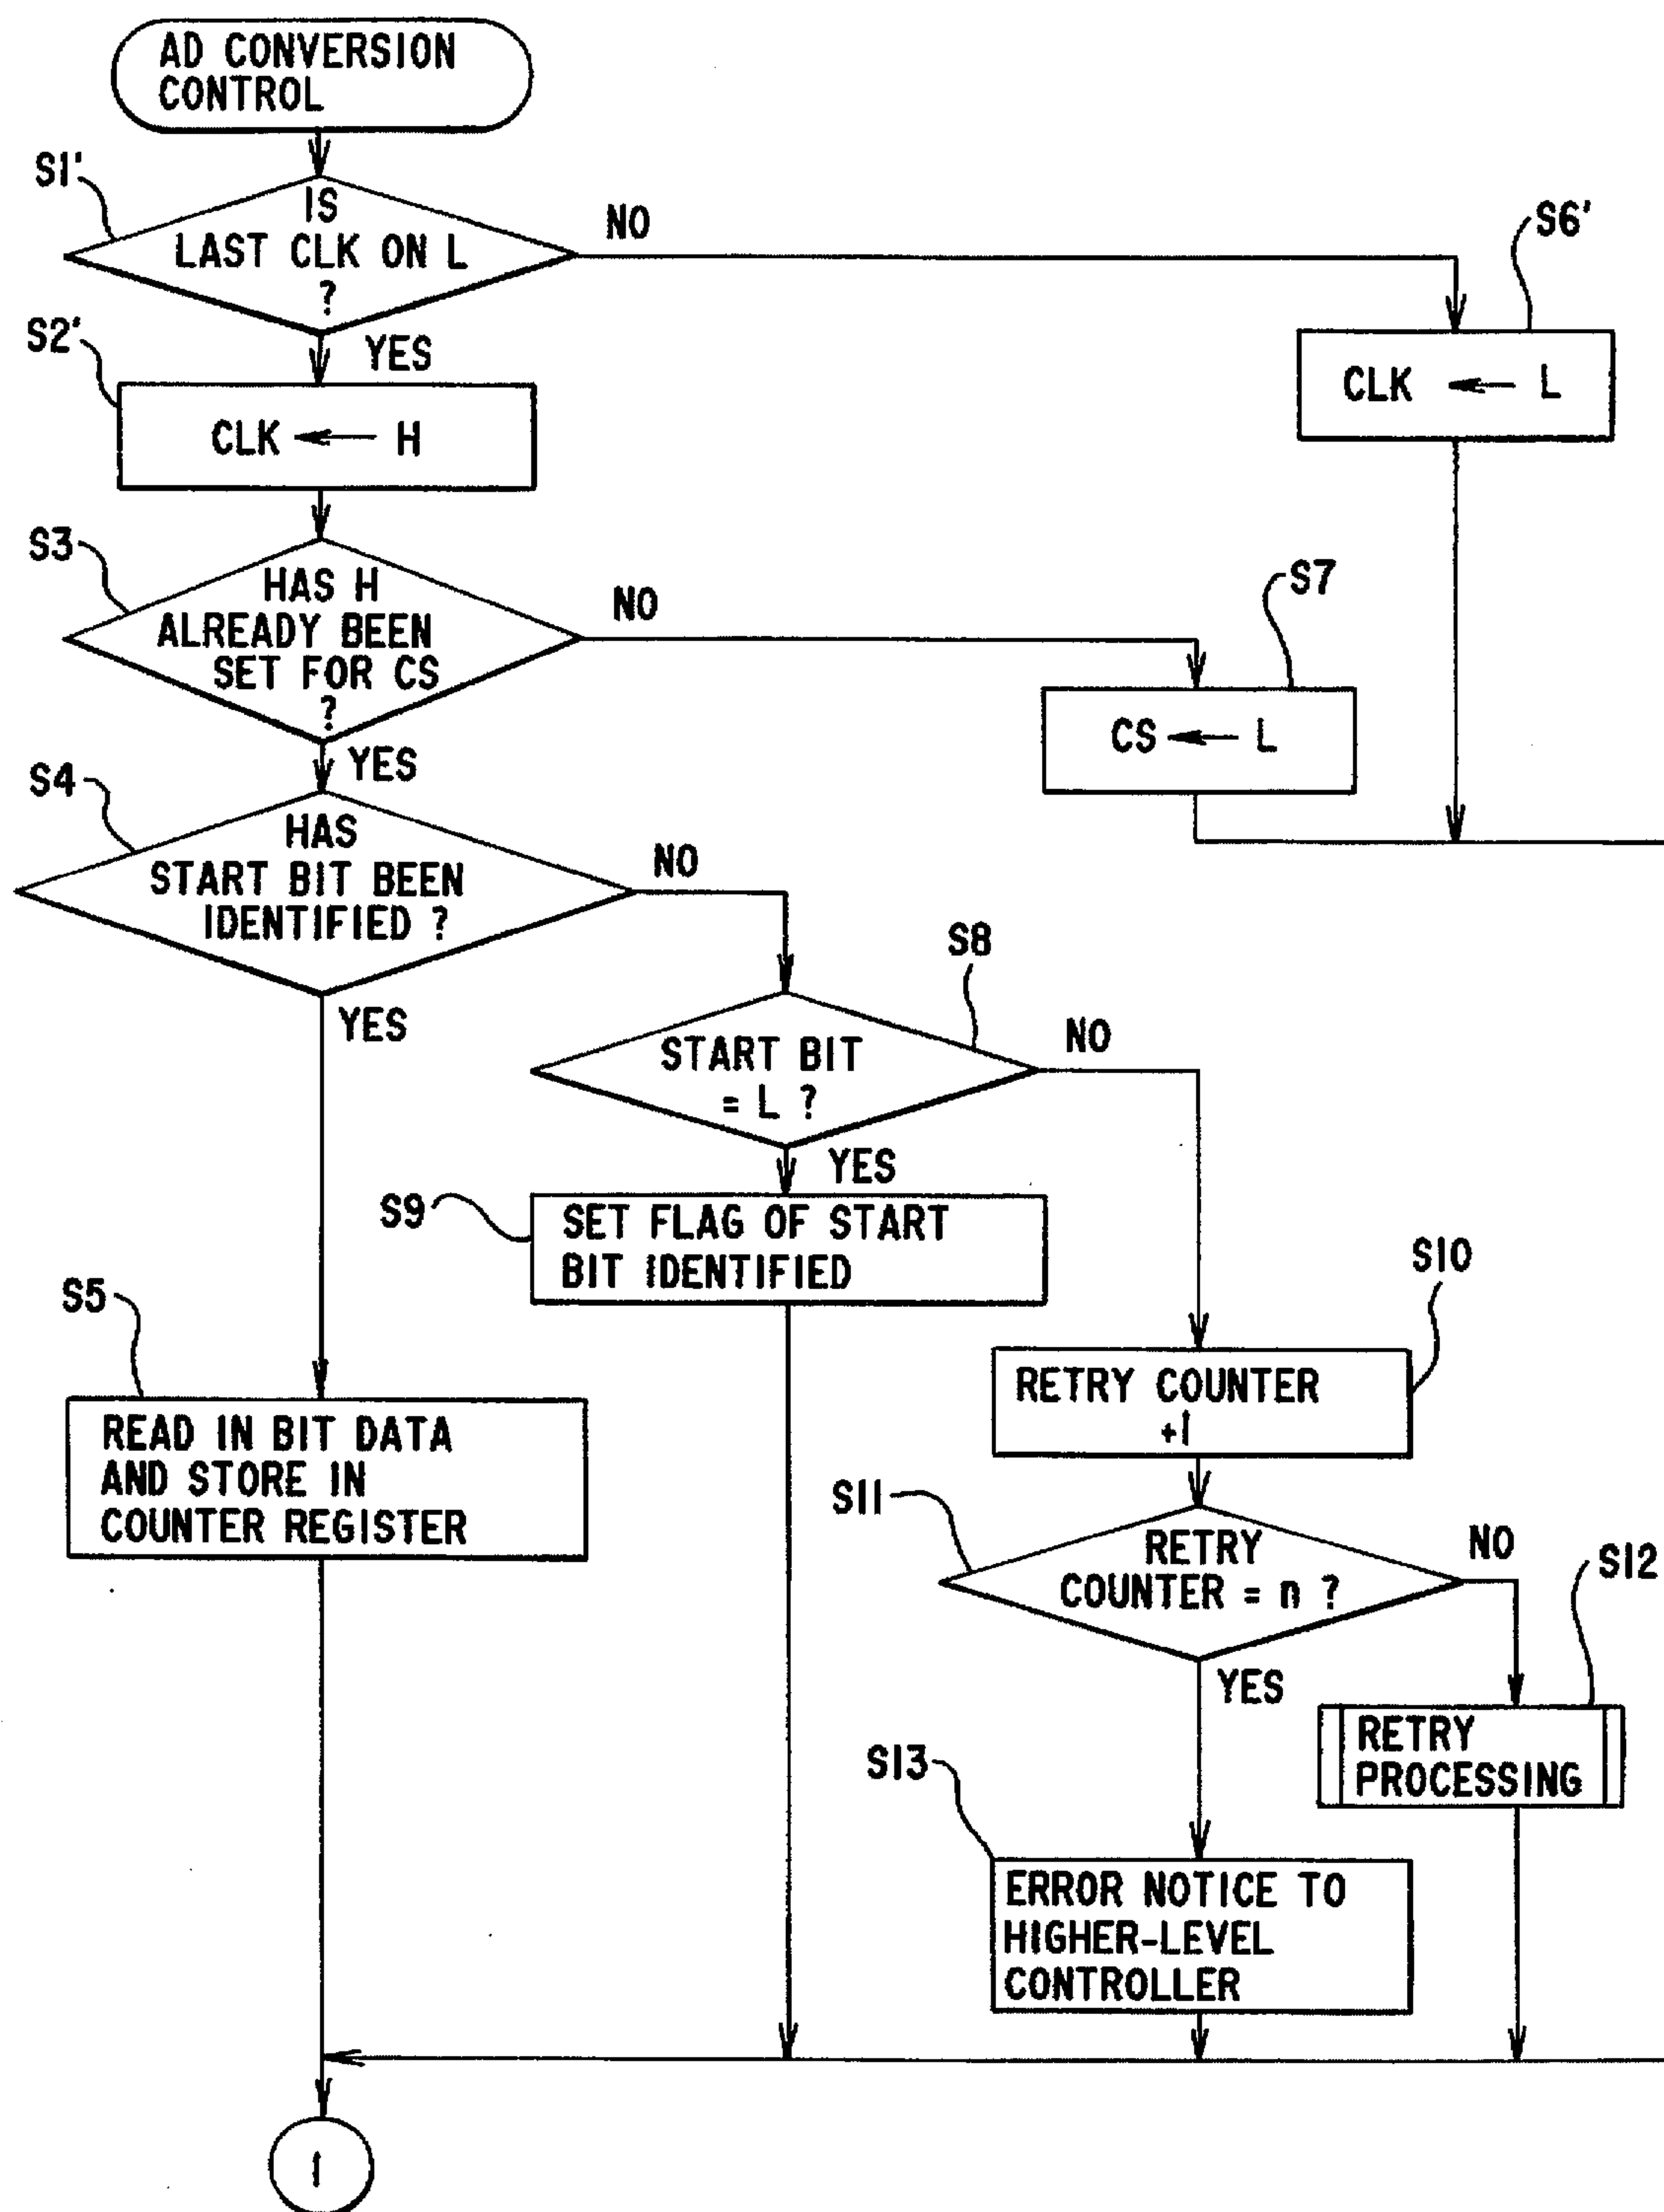 AD CONVERSION
CONTROL
S1'
IS
LAST CLK ON L
?
NO
S6'
YES
S2'
CLK ← H
CLK ← L
S3
HAS H
ALREADY BEEN
SET FOR CS
?
NO
S7
YES
CS ← L
S4
HAS
START BIT BEEN
IDENTIFIED ?
NO
YES
S8
START BIT
= L ?
NO
YES
S9
SET FLAG OF START
BIT IDENTIFIED
S10
RETRY COUNTER
+1
S5
READ IN BIT DATA
AND STORE IN
COUNTER REGISTER
S11
RETRY
COUNTER = n ?
NO
S12
YES
RETRY
PROCESSING
S13
ERROR NOTICE TO
HIGHER-LEVEL
CONTROLLER
1